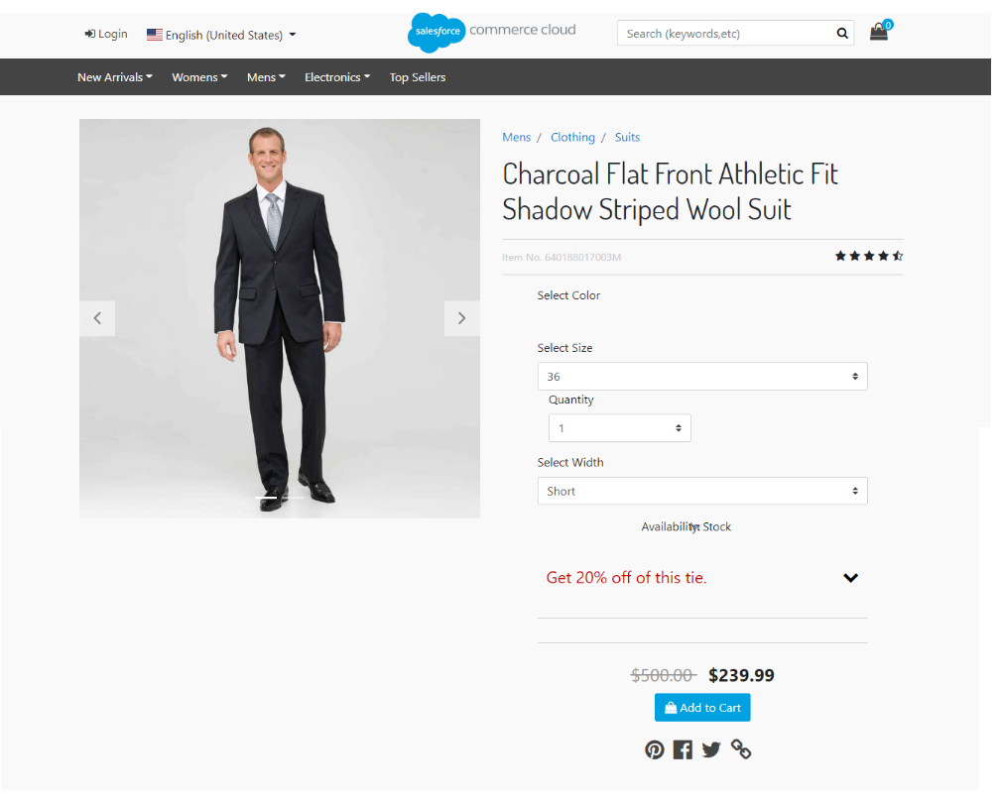 Login
English (United States)
salesforce commerce cloud
Search (keywords,etc)
0
New Arrivals Womens Mens Electronics Top Sellers
Mens / Clothing / Suits
Charcoal Flat Front Athletic Fit
Shadow Striped Wool Suit
Item No. 640188017003M
Select Color
Select Size
36
Quantity
1
Select Width
Short
Availability: Stock
Get 20% off of this tie.
$500.00 $239.99
Add to Cart